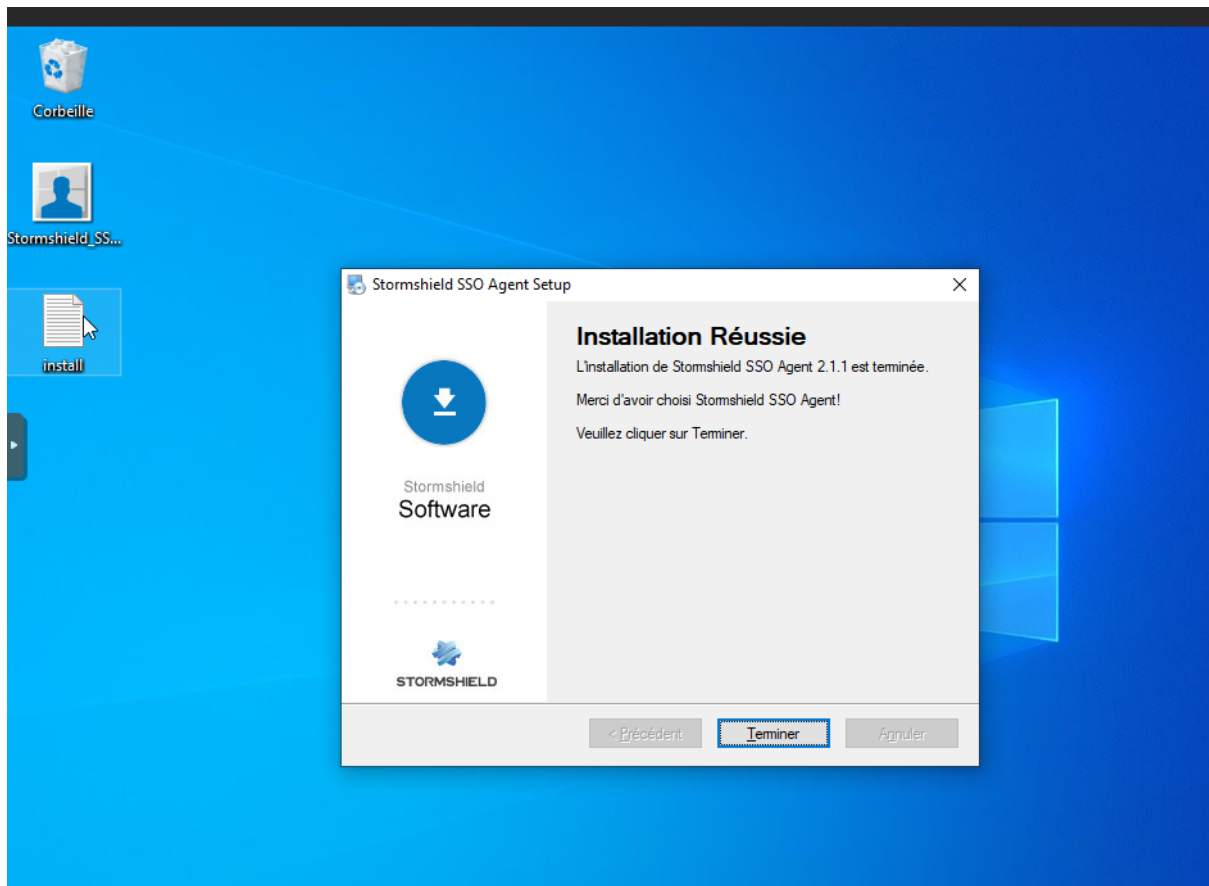 Corbeille
Stormshield_SS...
install
Stormshield SSO Agent Setup
Installation Réussie
L'installation de Stormshield SSO Agent 2.1.1 est terminée.
Merci d'avoir choisi Stormshield SSO Agent!
Veuillez cliquer sur Terminer.
Stormshield
Software
STORMSHIELD
< Précédent
Terminer
Annuler